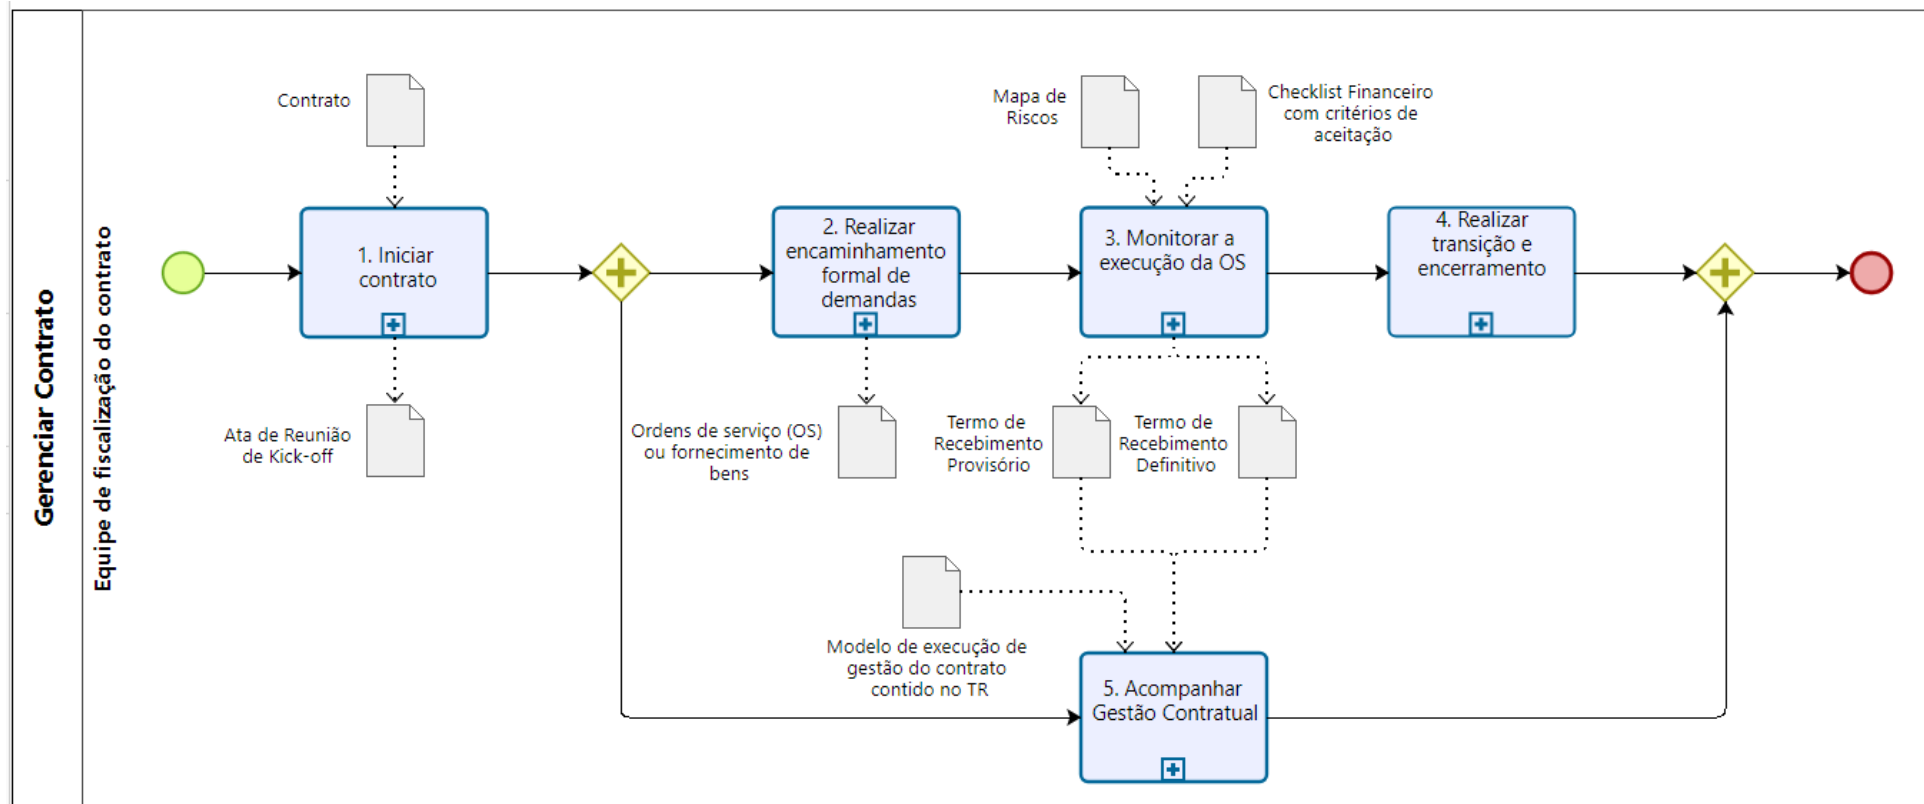 Gerenciar Contrato
Equipe de fiscalização do contrato
Contrato
1. Iniciar
contrato
Ata de Reunião
de Kick-off
2. Realizar
encaminhamento
formal de
demandas
Ordens de serviço (OS)
ou fornecimento de
bens
Mapa de
Riscos
Checklist Financeiro
com critérios de
aceitação
3. Monitorar a
execução da OS
Termo de
Recebimento
Provisório
Termo de
Recebimento
Definitivo
4. Realizar
transição e
encerramento
Modelo de execução de
gestão do contrato
contido no TR
5. Acompanhar
Gestão Contratual